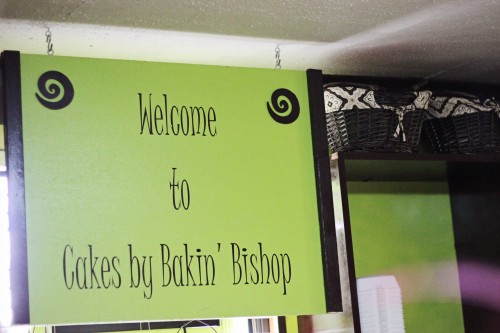 Welcome
to
Cakes by Bakin' Bishop